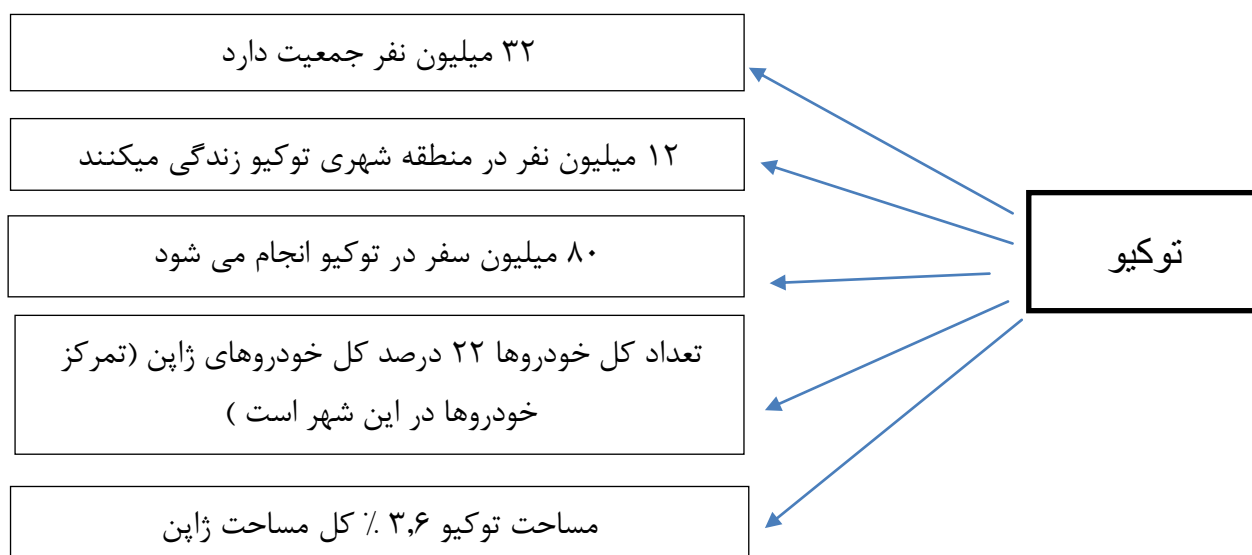 توکیو
۳۲ میلیون نفر جمعیت دارد
۱۲ میلیون نفر در منطقه شهری توکیو زندگی میکنند
۸۰ میلیون سفر در توکیو انجام می شود
تعداد کل خودروها ۲۲ درصد کل خودروهای ژاپن (تمرکز
خودروها در این شهر است )
مساحت توکیو ۳٫۶ ٪ کل مساحت ژاپن